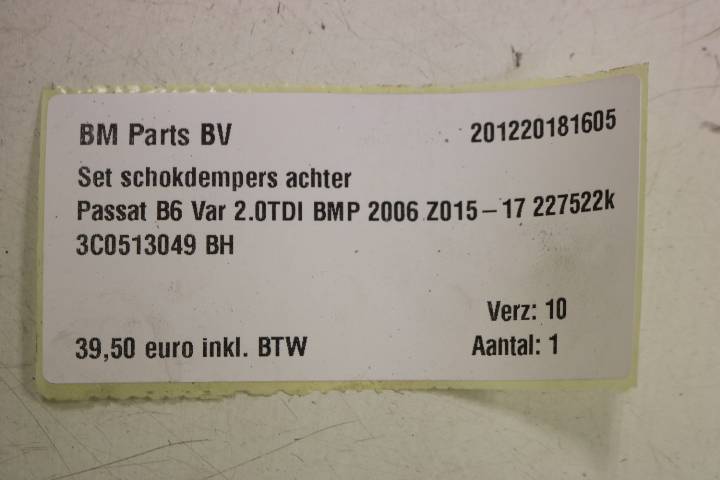 BM Parts BV 201220181605
Set schokdempers achter
Passat B6 Var 2.0TDI BMP 2006 Z015-17 227522k
3C0513049 BH
Verz: 10
39,50 euro inkl. BTW Aantal: 1